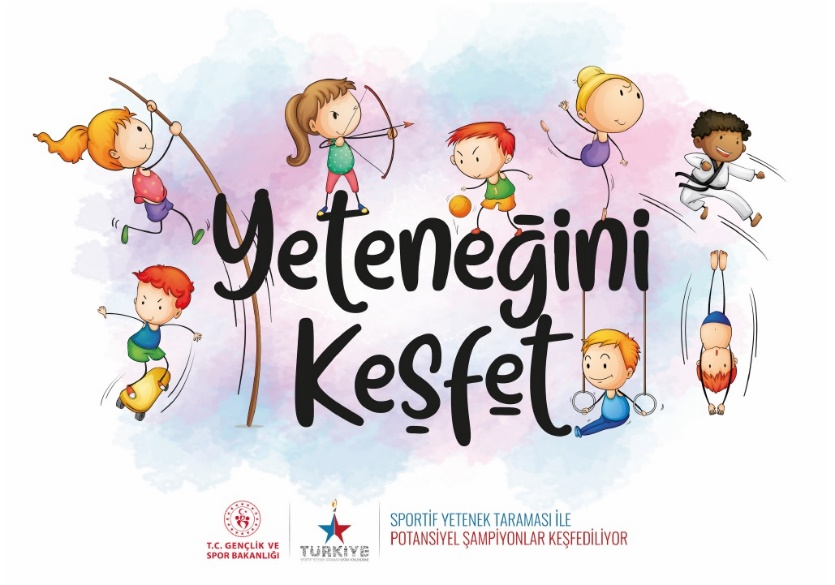 Yeteneğini
Keşfet
T.C. GENÇLİK VE
SPOR BAKANLIĞI
TÜRKİYE
SPORTİF YETENEK TARAMASI İLE
POTANSİYEL ŞAMPİYONLAR KEŞFEDİLİYOR